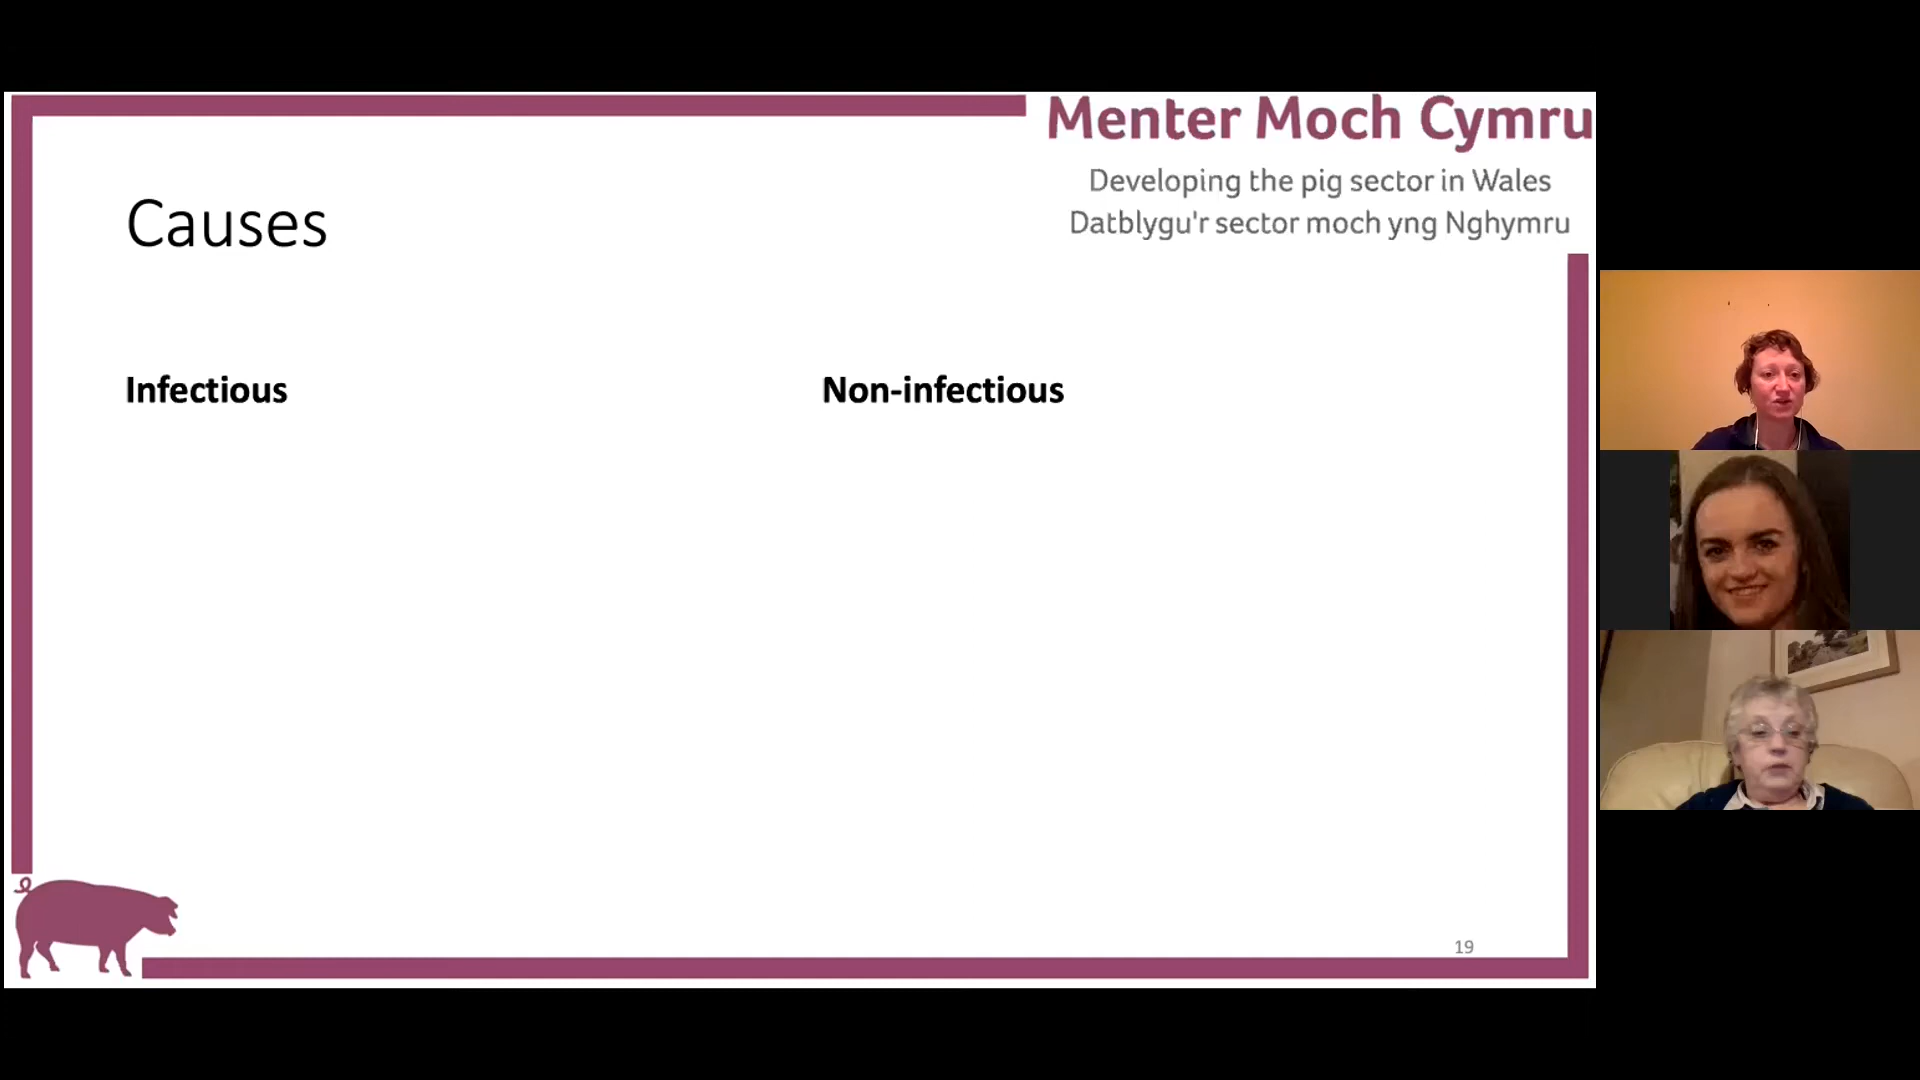 Menter Moch Cymru
Developing the pig sector in Wales
Datblygu'r sector moch yng Nghymru
Causes
Infectious
Non-infectious
19